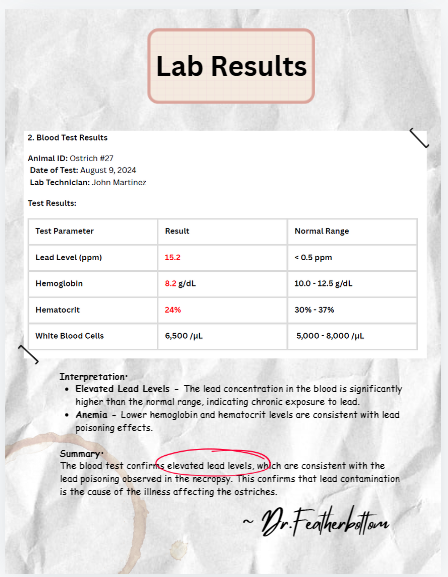 Lab Results
2. Blood Test Results
Animal ID: Ostrich #27
Date of Test: August 9, 2024
Lab Technician: John Martinez
Test Results:
Test Parameter Result Normal Range
Lead Level (ppm) 15.2 < 0.5 ppm
Hemoglobin 8.2 g/dL 10.0 - 12.5 g/dL
Hematocrit 24% 30% - 37%
White Blood Cells 6,500 /µL 5,000 - 8,000 /µL
Interpretation:
• Elevated Lead Levels - The lead concentration in the blood is significantly
higher than the normal range, indicating chronic exposure to lead.
• Anemia - Lower hemoglobin and hematocrit levels are consistent with lead
poisoning effects.
Summary:
The blood test confirms elevated lead levels, which are consistent with the
lead poisoning observed in the necropsy. This confirms that lead contamination
is the cause of the illness affecting the ostriches.
~ Dr.Featherbottom